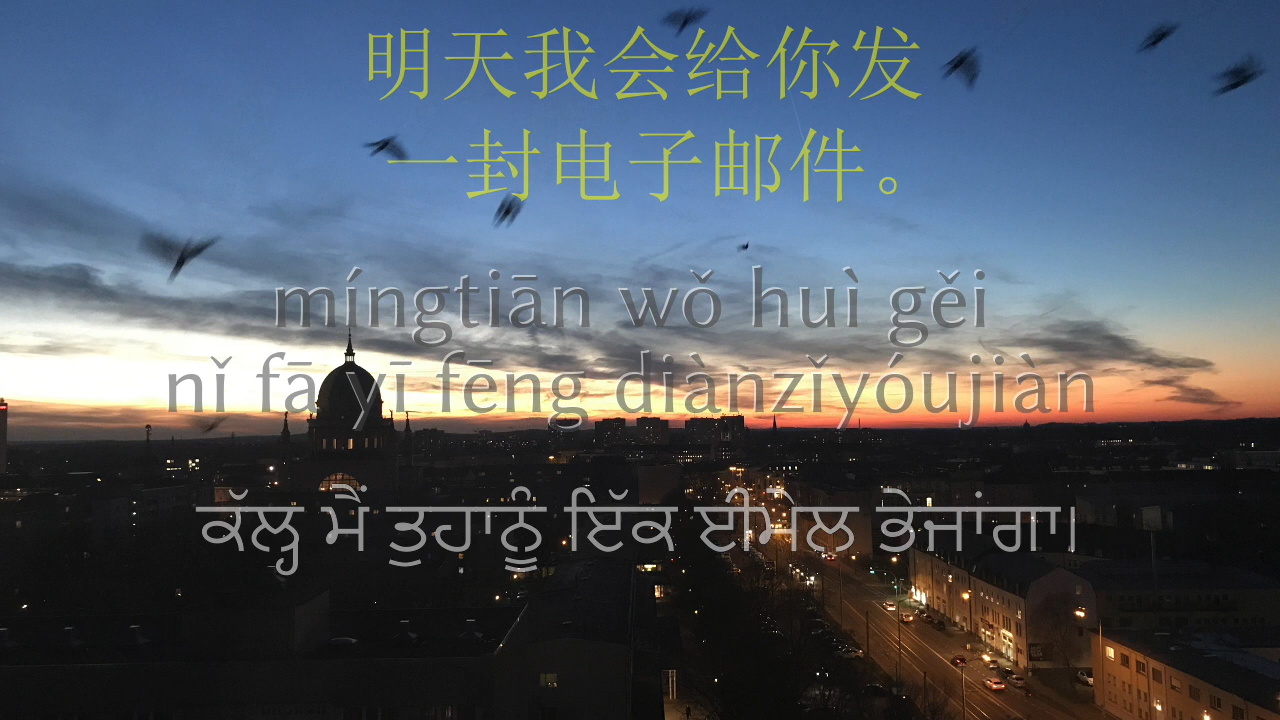 明天我会给你发
一封电子邮件。
míngtiān wǒ huì gěi
nǐ fā yī fēng diànzǐyóujiàn
ਕੱਲ੍ਹ ਮੈਂ ਤੁਹਾਨੂੰ ਇੱਕ ਈਮੇਲ ਭੇਜਾਂਗਾ।